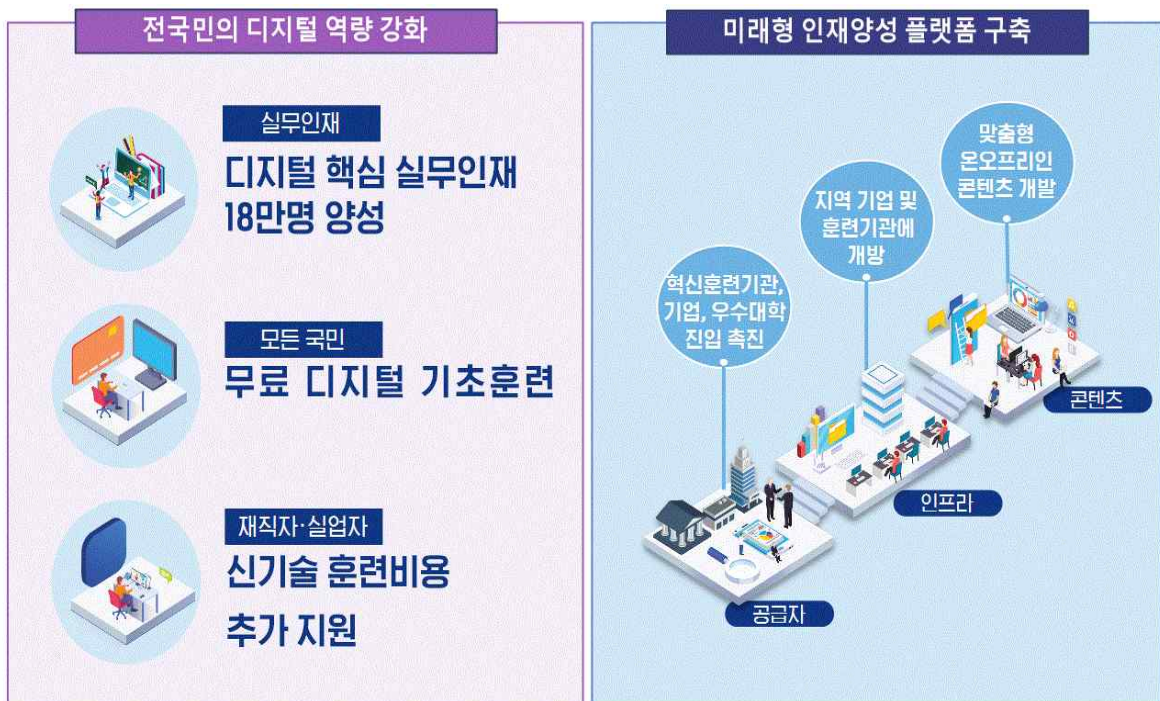 전국민의 디지털 역량 강화
실무인재
디지털 핵심 실무인재
18만명 양성
모든 국민
무료 디지털 기초훈련
재직자·실업자
신기술 훈련비용
추가 지원
미래형 인재양성 플랫폼 구축
혁신훈련기관,
기업, 우수대학
진입 촉진
공급자
지역 기업 및
훈련기관에
개방
인프라
맞춤형
온오프리인
콘텐츠 개발
콘텐츠